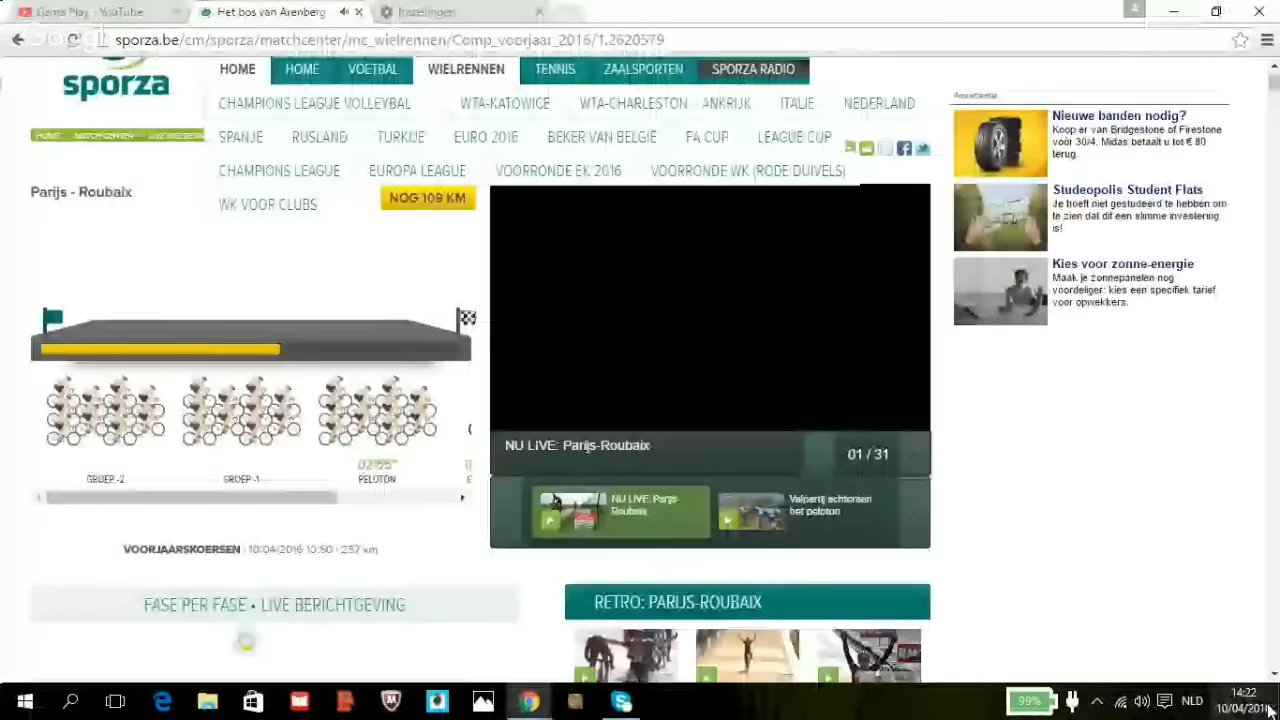 Game Play - YouTube
Het bos van Arenberg
Instellingen
sporza.be/cm/sporza/matchcenter/mc_wielrennen/Comp_voorjaar_2016/1.2620579
sporza
HOME HOME VOETBAL WIELRENNEN TENNIS ZAALSPORTEN SPORZA RADIO
CHAMPIONS LEAGUE VOLLEYBAL WTA-KATOWICE WTA-CHARLESTON ANKRIJK ITALIE NEDERLAND
HOME MATCHCENTER LIVE WIELRENNEN
SPANJE RUSLAND TURKIJE EURO 2016 BEKER VAN BELGIE FA CUP LEAGUE CUP
CHAMPIONS LEAGUE EUROPA LEAGUE VOORRONDE EK 2016 VOORRONDE WK (RODE DUIVELS)
WK VOOR CLUBS
Parijs - Roubaix
NOG 109 KM
Advertentie
Nieuwe banden nodig?
Koop er van Bridgestone of Firestone
vóór 30/4. Midas betaalt u tot € 80
terug.
Studeopolis Student Flats
Je hoeft niet gestudeerd te hebben om
te zien dat dit een slimme investering
is!
Kies voor zonne-energie
Maak je zonnepanelen nog
voordeliger: kies een specifiek tarief
voor opwekkers.
02'55"
GROEP -2 GROEP -1 PELOTON
NU LIVE: Parijs-Roubaix
01 / 31
NU LIVE: Parijs-
Roubaix
Valpartij achteraan
het peloton
VOORJAARSKOERSEN | 10/04/2016 10:50 | 257 km
FASE PER FASE • LIVE BERICHTGEVING
RETRO: PARIJS-ROUBAIX
99%
NLD
14:22
10/04/2016